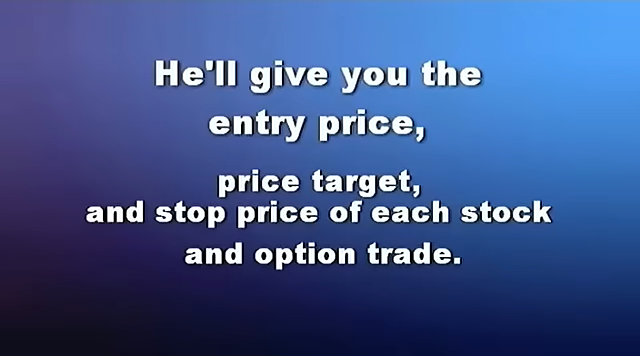 He'll give you the
entry price,
price target,
and stop price of each stock
and option trade.